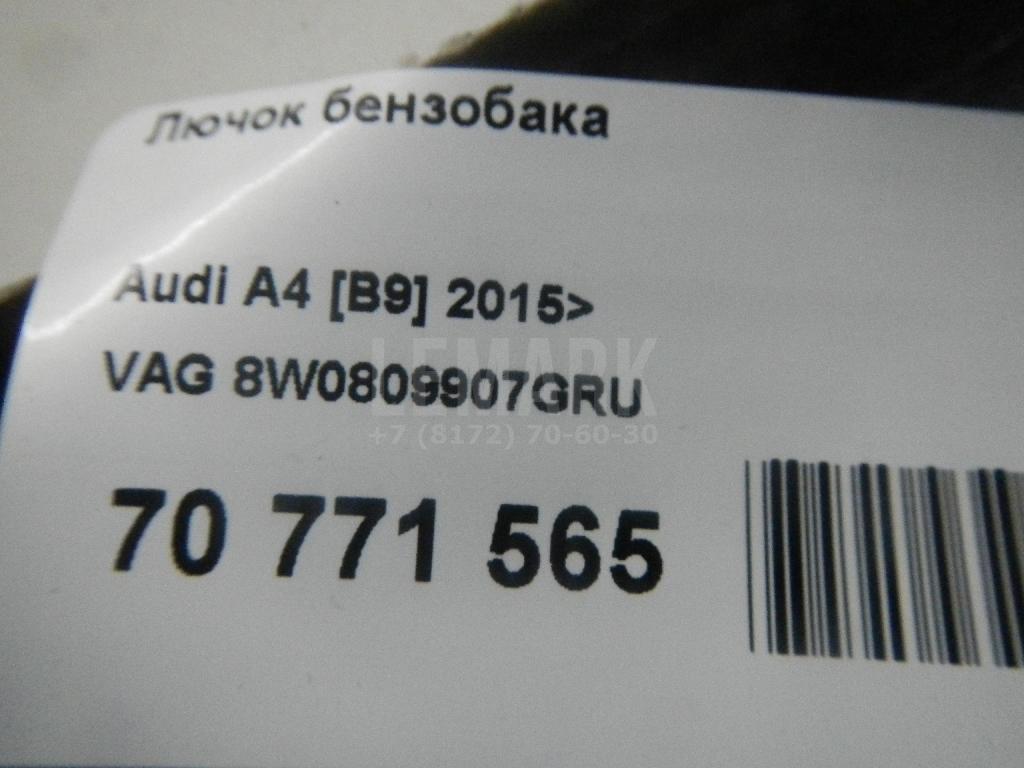 Лючок бензобака
Audi A4 [B9] 2015>
VAG 8W0809907GRU
LEMARK
+7 (8172) 70-60-30
70 771 565